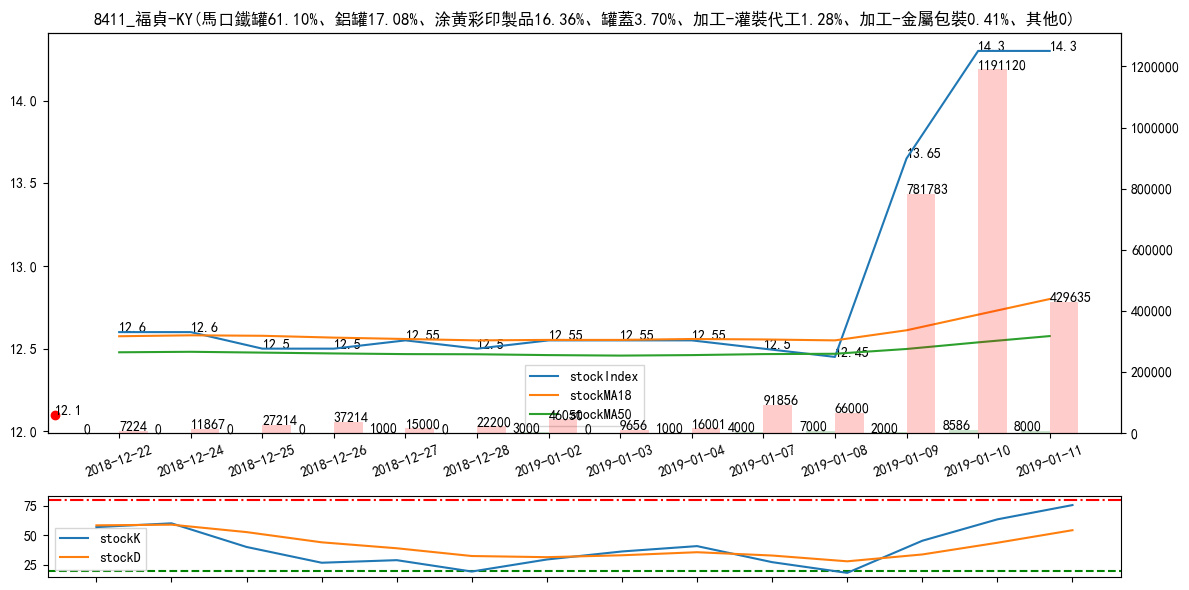 8411_福貞-KY(馬口鐵罐61.10%、鋁罐17.08%、涂黃彩印製品16.36%、罐蓋3.70%、加工-灌裝代工1.28%、加工-金屬包裝0.41%、其他0)
14.3 14.3
1200000
1191120
14.0
1000000
13.65
800000
13.5
781783
600000
13.0
429635
400000
12.6 12.6 12.5 12.5 12.55 12.5 12.55 12.55 12.55 12.5 12.45
12.5
200000
stockIndex
stockMA18
stockMA50
12.1
12.0
0 7224 0 11867 0 27214 0 37214 1000 15000 0 22200 3000 46050 0 9656 1000 16001 4000 91856 7000 66000 2000 8586 8000
0
2018-12-22 2018-12-24 2018-12-25 2018-12-26 2018-12-27 2018-12-28 2019-01-02 2019-01-03 2019-01-04 2019-01-07 2019-01-08 2019-01-09 2019-01-10 2019-01-11
75
50
25
stockK
stockD